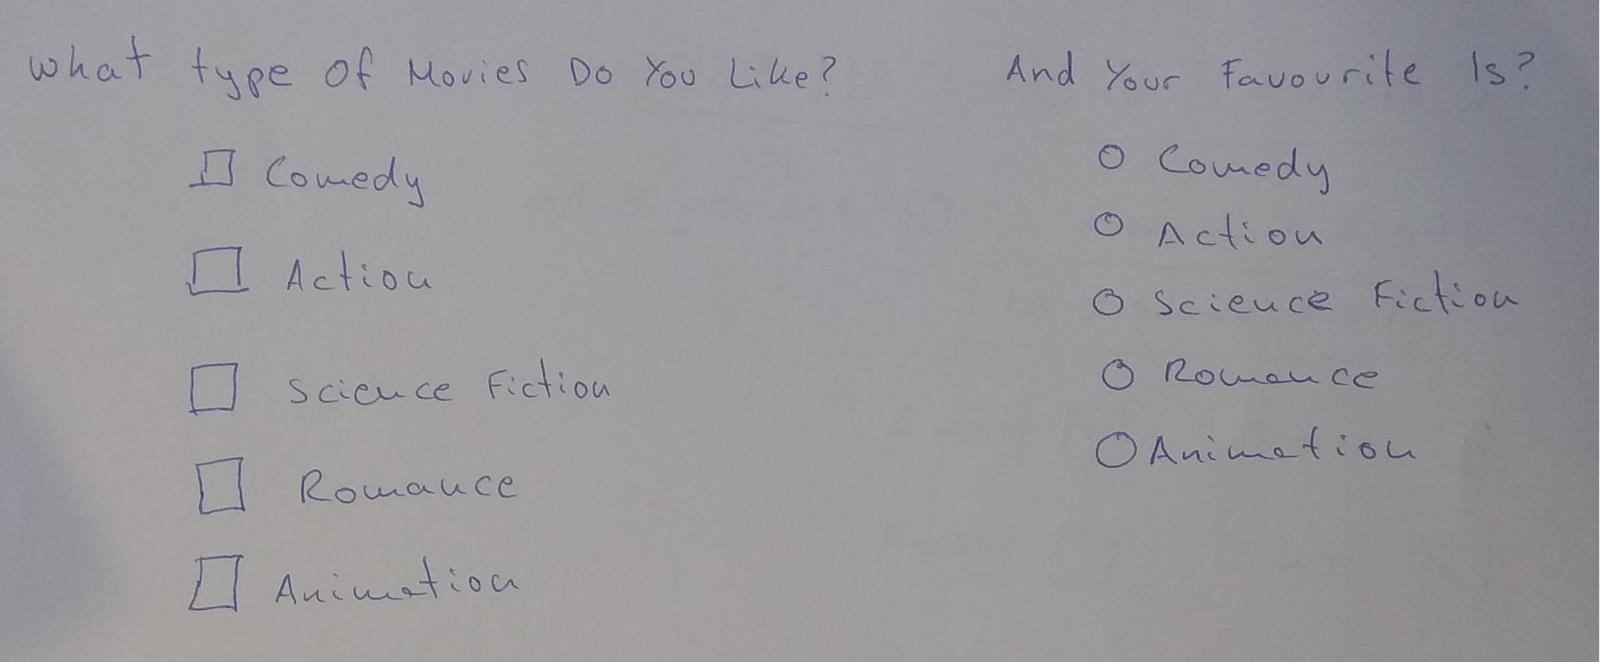 What type Of Movies Do You Like?
Comedy
Action
Science Fiction
Romance
Animation
And Your Favourite Is?
Comedy
Action
Science Fiction
Romance
Animation